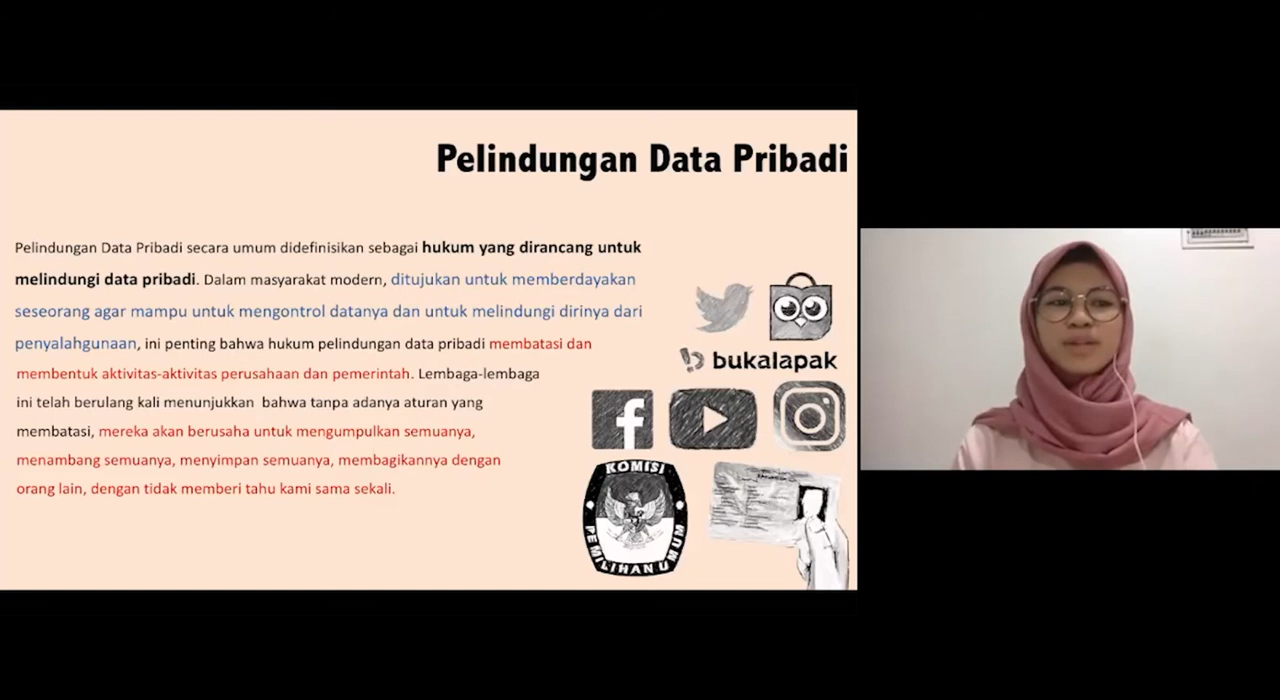 Pelindungan Data Pribadi
Pelindungan Data Pribadi secara umum didefinisikan sebagai hukum yang dirancang untuk
melindungi data pribadi. Dalam masyarakat modern, ditujukan untuk memberdayakan
seseorang agar mampu untuk mengontrol datanya dan untuk melindungi dirinya dari
penyalahgunaan, ini penting bahwa hukum pelindungan data pribadi membatasi dan
membentuk aktivitas-aktivitas perusahaan dan pemerintah. Lembaga-lembaga
ini telah berulang kali menunjukkan bahwa tanpa adanya aturan yang
membatasi, mereka akan berusaha untuk mengumpulkan semuanya,
menambang semuanya, menyimpan semuanya, membagikannya dengan
orang lain, dengan tidak memberi tahu kami sama sekali.
bukalapak
f
KOMISI
PEMILIHAN UMUM